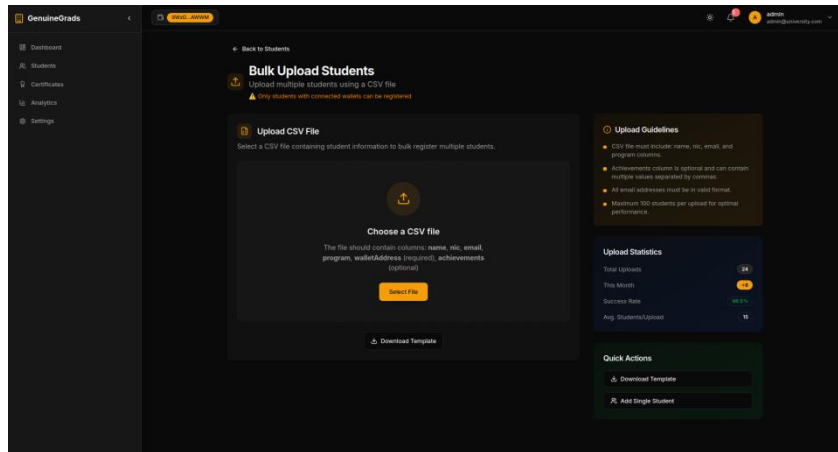 GenuineGrads
Dashboard
Students
Certificates
Analytics
Settings
admin
admin@university.com
Back to Students
Bulk Upload Students
Upload multiple students using a CSV file
Only students with connected wallets can be registered
Upload CSV File
Select a CSV file containing student information to bulk register multiple students.
Choose a CSV file
The file should contain columns: name, nic, email,
program, walletAddress (required), achievements
(optional)
Select File
Download Template
Upload Guidelines
CSV file must include: name, nic, email, and
program columns.
Achievements column is optional and can contain
multiple values separated by commas.
All email addresses must be in valid format.
Maximum 100 students per upload for optimal
performance.
Upload Statistics
Total Uploads
24
This Month
Success Rate
Avg. Students/Upload
15
Quick Actions
Download Template
Add Single Student